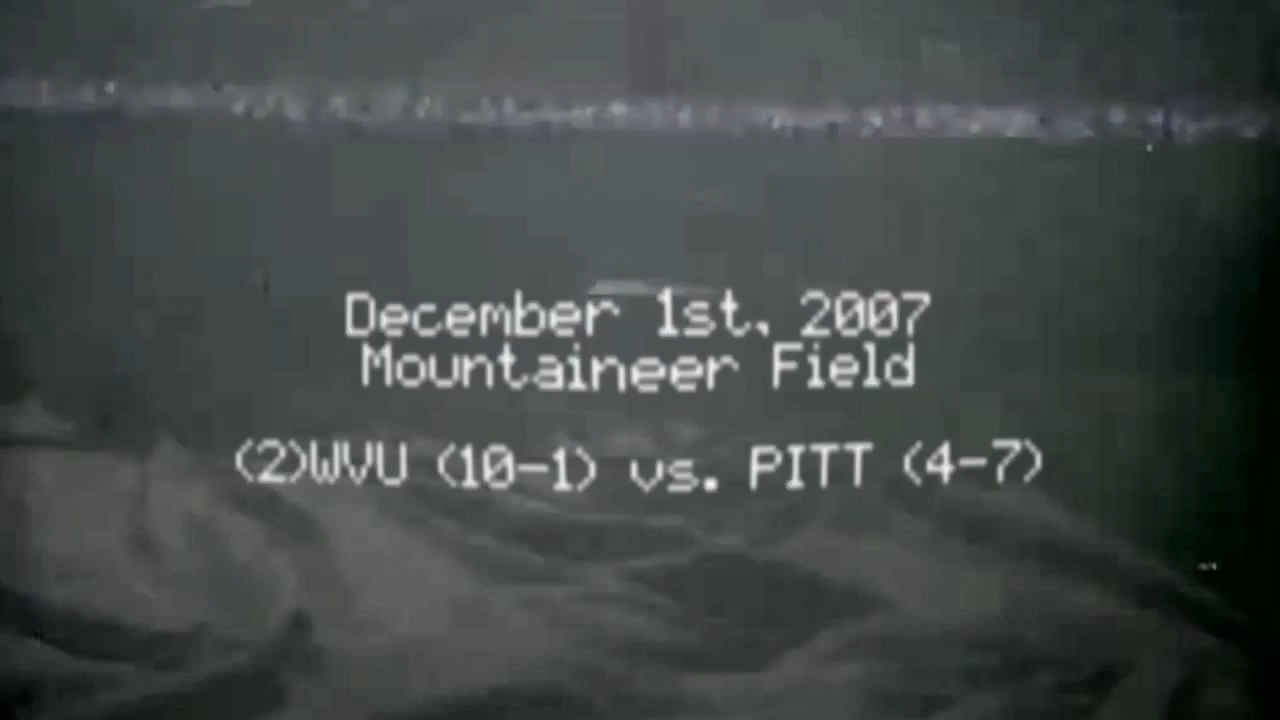 December 1st, 2007
Mountaineer Field
(2)WVU (10-1) vs. PITT (4-7)